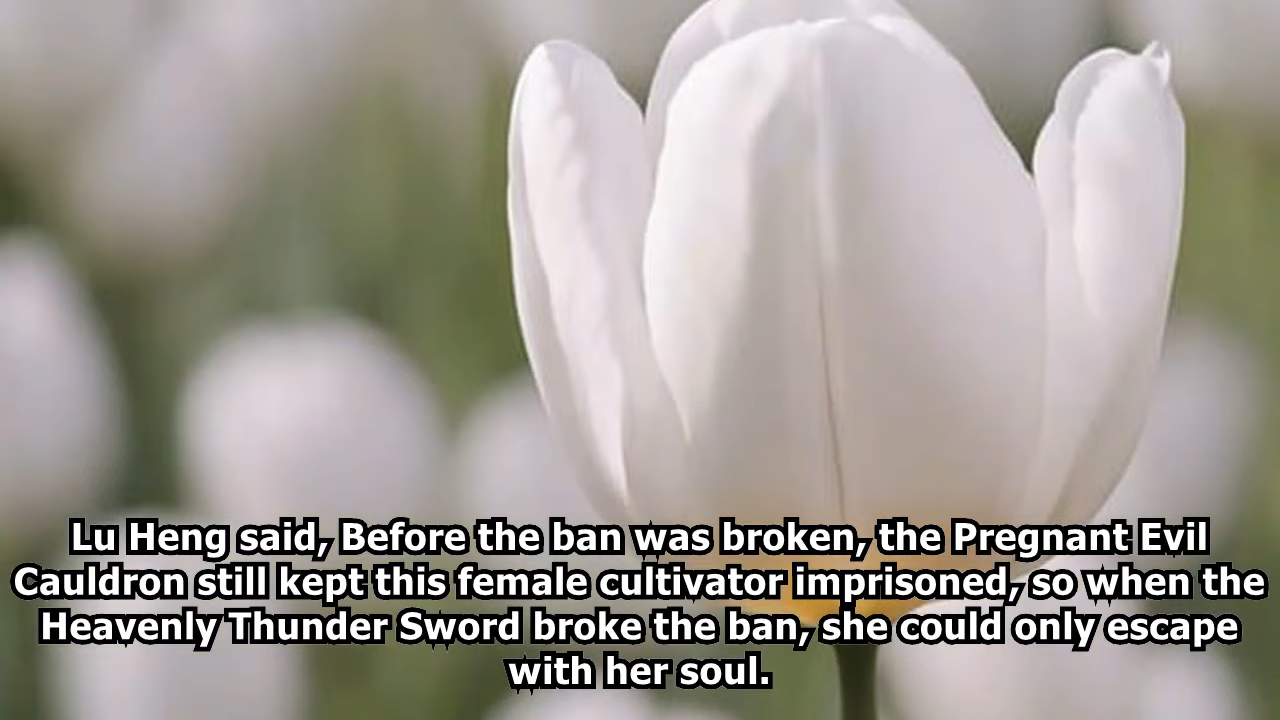 Lu Heng said, Before the ban was broken, the Pregnant Evil
Cauldron still kept this female cultivator imprisoned, so when the
Heavenly Thunder Sword broke the ban, she could only escape
with her soul.